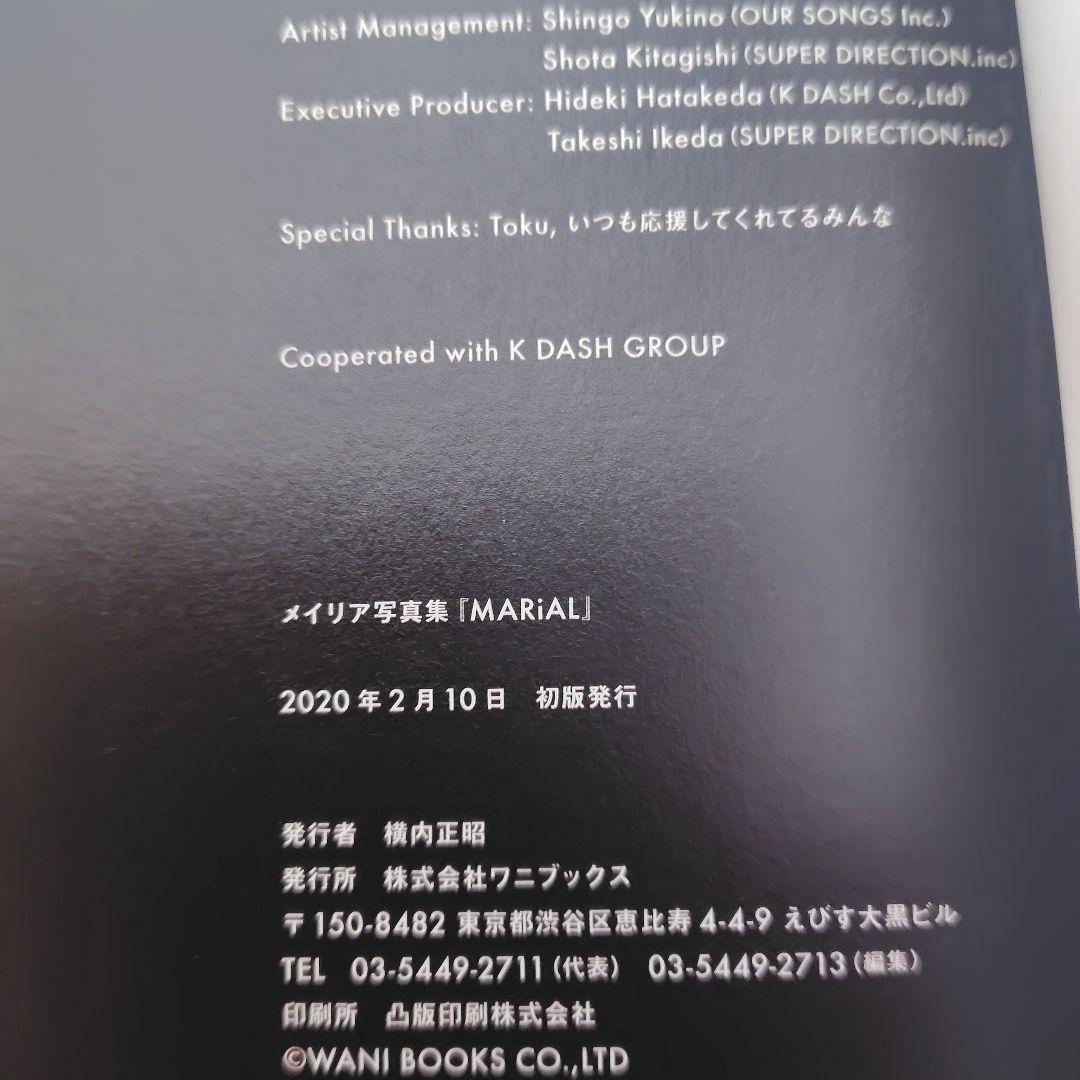 Artist Management: Shingo Yukino (OUR SONGS Inc.)
Shota Kitagishi (SUPER DIRECTION.inc)
Executive Producer: Hideki Hatakeda (K DASH Co.,Ltd)
Takeshi Ikeda (SUPER DIRECTION.inc)
Special Thanks: Toku, いつも応援してくれてるみんな
Cooperated with K DASH GROUP
メイリア写真集『MARiAL』
2020年2月10日　初版発行
発行者　横内正昭
発行所　株式会社ワニブックス
〒150-8482 東京都渋谷区恵比寿 4-4-9 えびす大黒ビル
TEL　03-5449-2711（代表）　03-5449-2713（編集）
印刷所　凸版印刷株式会社
©WANI BOOKS CO.,LTD